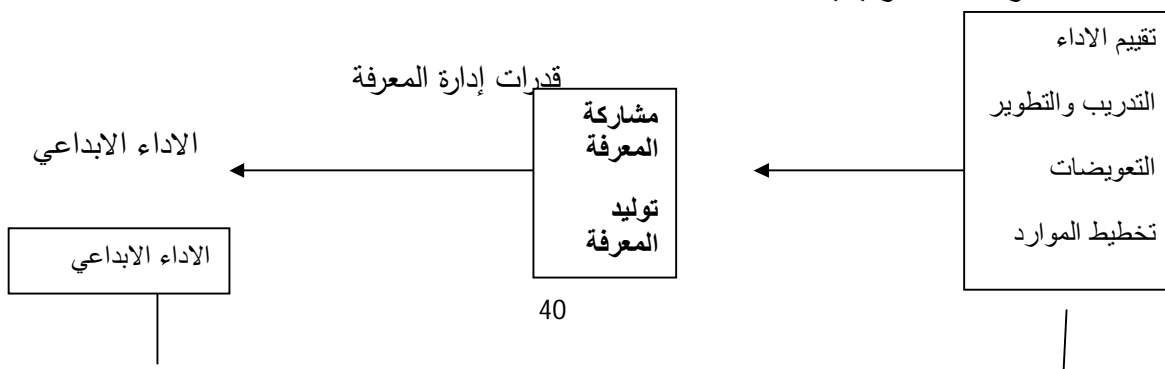 تقييم الاداء
التدريب والتطوير
التعويضات
تخطيط الموارد
قدرات إدارة المعرفة
مشاركة
المعرفة
توليد
المعرفة
الاداء الابداعي
الاداء الابداعي
40